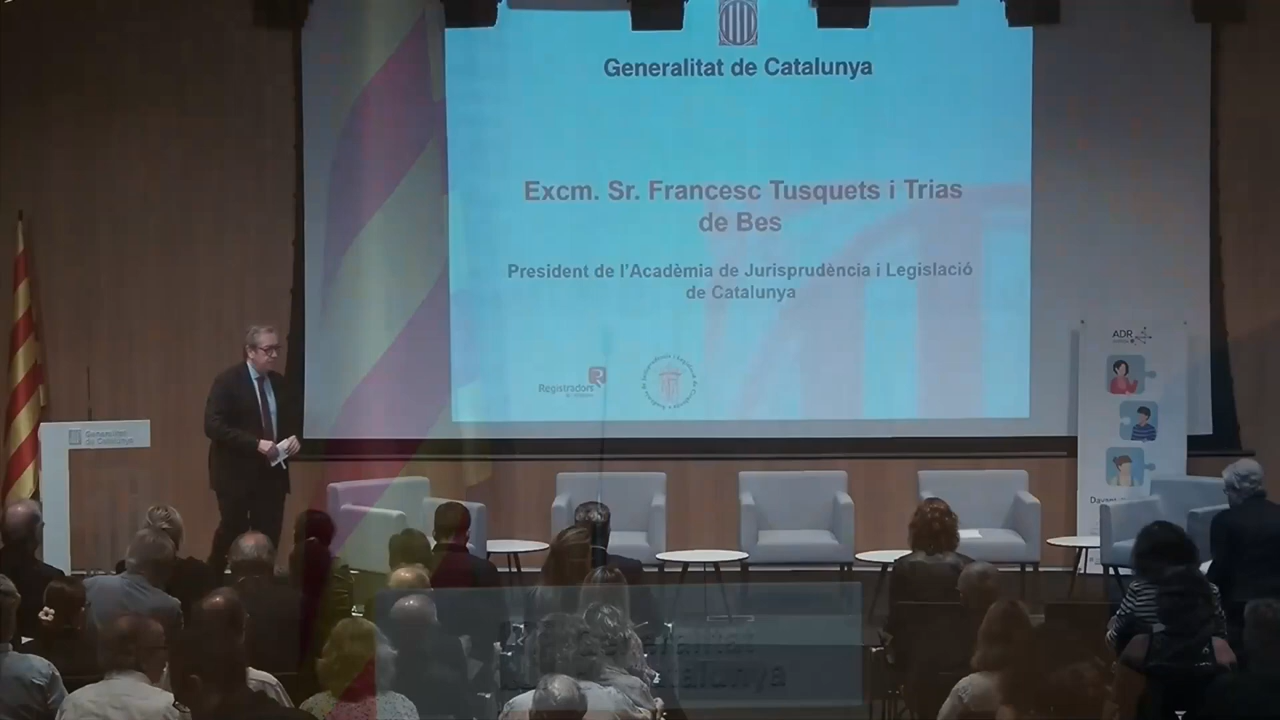 Generalitat de Catalunya
Excm. Sr. Francesc Tusquets i Trias
de Bes
President de l'Acadèmia de Jurisprudència i Legislació
de Catalunya
Registradors
ADR
Generalitat
de Catalunya
Generalitat
Catalunya